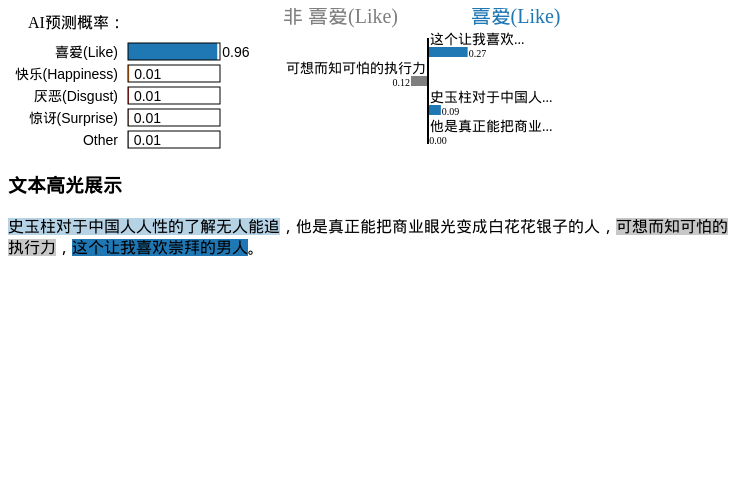 AI预测概率：
喜爱(Like) 0.96
快乐(Happiness) 0.01
厌恶(Disgust) 0.01
惊讶(Surprise) 0.01
Other 0.01
非 喜爱(Like) 喜爱(Like)
这个让我喜欢...
0.27
可想而知可怕的执行力
0.12
史玉柱对于中国人...
0.09
他是真正能把商业...
0.00
文本高光展示
史玉柱对于中国人人性的了解无人能追，他是真正能把商业眼光变成白花花银子的人，可想而知可怕的
执行力，这个让我喜欢崇拜的男人。